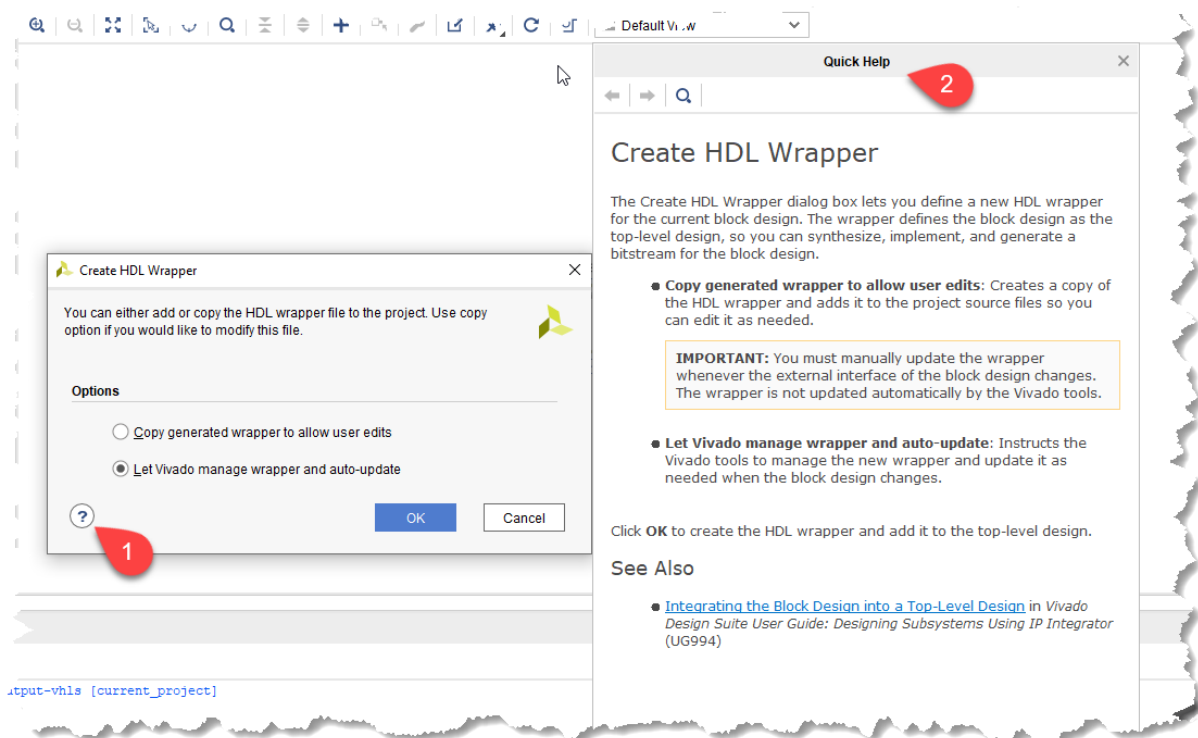 Default View
Quick Help
2
Create HDL Wrapper
The Create HDL Wrapper dialog box lets you define a new HDL wrapper
for the current block design. The wrapper defines the block design as the
top-level design, so you can synthesize, implement, and generate a
bitstream for the block design.
Copy generated wrapper to allow user edits: Creates a copy of
the HDL wrapper and adds it to the project source files so you
can edit it as needed.
IMPORTANT: You must manually update the wrapper
whenever the external interface of the block design changes.
The wrapper is not updated automatically by the Vivado tools.
Let Vivado manage wrapper and auto-update: Instructs the
Vivado tools to manage the new wrapper and update it as
needed when the block design changes.
Click OK to create the HDL wrapper and add it to the top-level design.
See Also
Integrating the Block Design into a Top-Level Design in Vivado
Design Suite User Guide: Designing Subsystems Using IP Integrator
(UG994)
Create HDL Wrapper
You can either add or copy the HDL wrapper file to the project. Use copy
option if you would like to modify this file.
Options
Copy generated wrapper to allow user edits
Let Vivado manage wrapper and auto-update
?
OK
Cancel
1
utput-vhls [current_project]